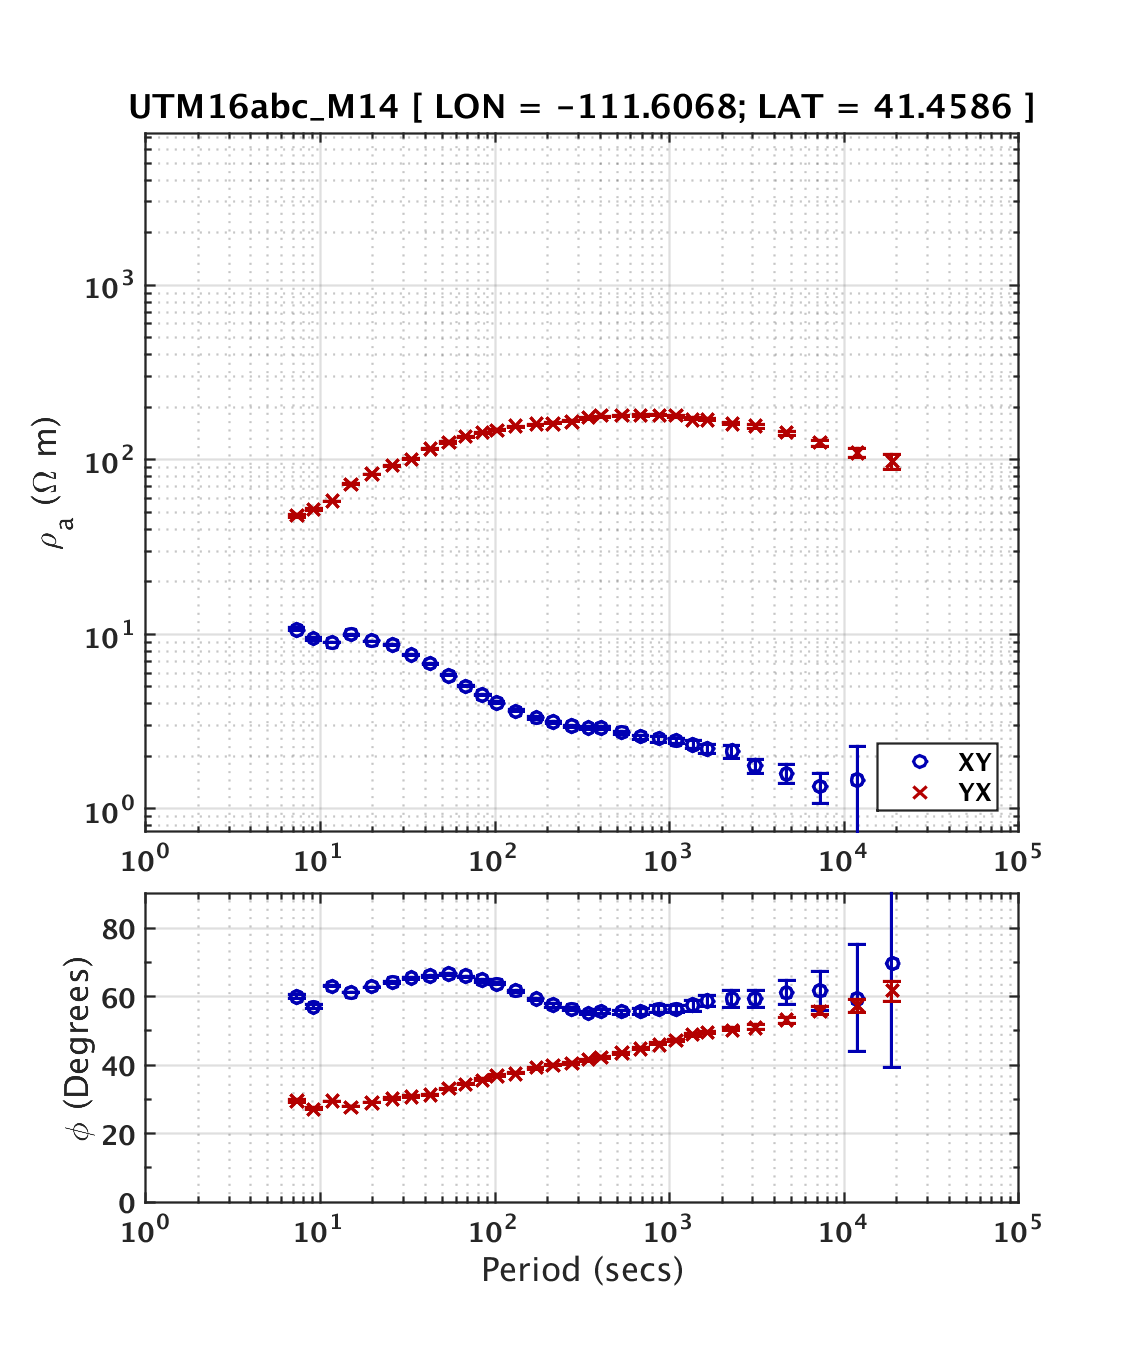 UTM16abc_M14 [ LON = -111.6068; LAT = 41.4586 ]
10^3
10^2
10^1
10^0
ρ_a (Ω m)
XY
YX
10^0 10^1 10^2 10^3 10^4 10^5
80
60
40
20
0
φ (Degrees)
10^0 10^1 10^2 10^3 10^4 10^5
Period (secs)